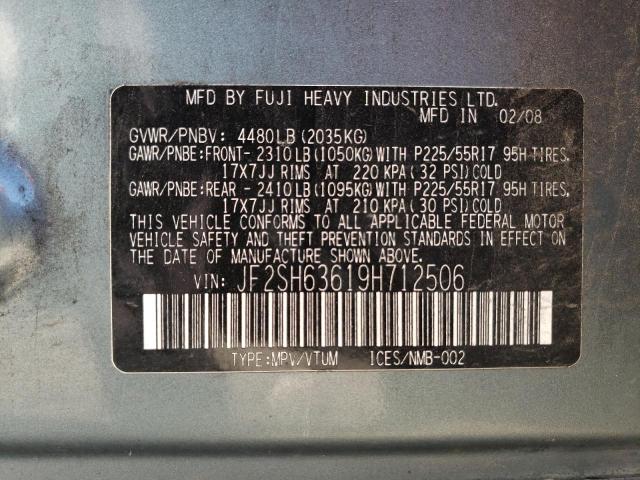 MFD BY FUJI HEAVY INDUSTRIES LTD.
MFD IN 02/08
GVWR/PNBV: 4480LB(2035KG)
GAWR/PNBE:FRONT- 2310LB(1050KG)WITH P225/55R17 95H TIRES,
17X7JJ RIMS AT 220 KPA(32 PSI)COLD
GAWR/PNBE:REAR - 2410LB(1095KG)WITH P225/55R17 95H TIRES,
17X7JJ RIMS AT 210 KPA(30 PSI)COLD
THIS VEHICLE CONFORMS TO ALL APPLICABLE FEDERAL MOTOR
VEHICLE SAFETY AND THEFT PREVENTION STANDARDS IN EFFECT ON
THE DATE OF MANUFACTURE SHOWN ABOVE.
VIN: JF2SH63619H712506
TYPE:MPV/VTUM ICES/NMB-002